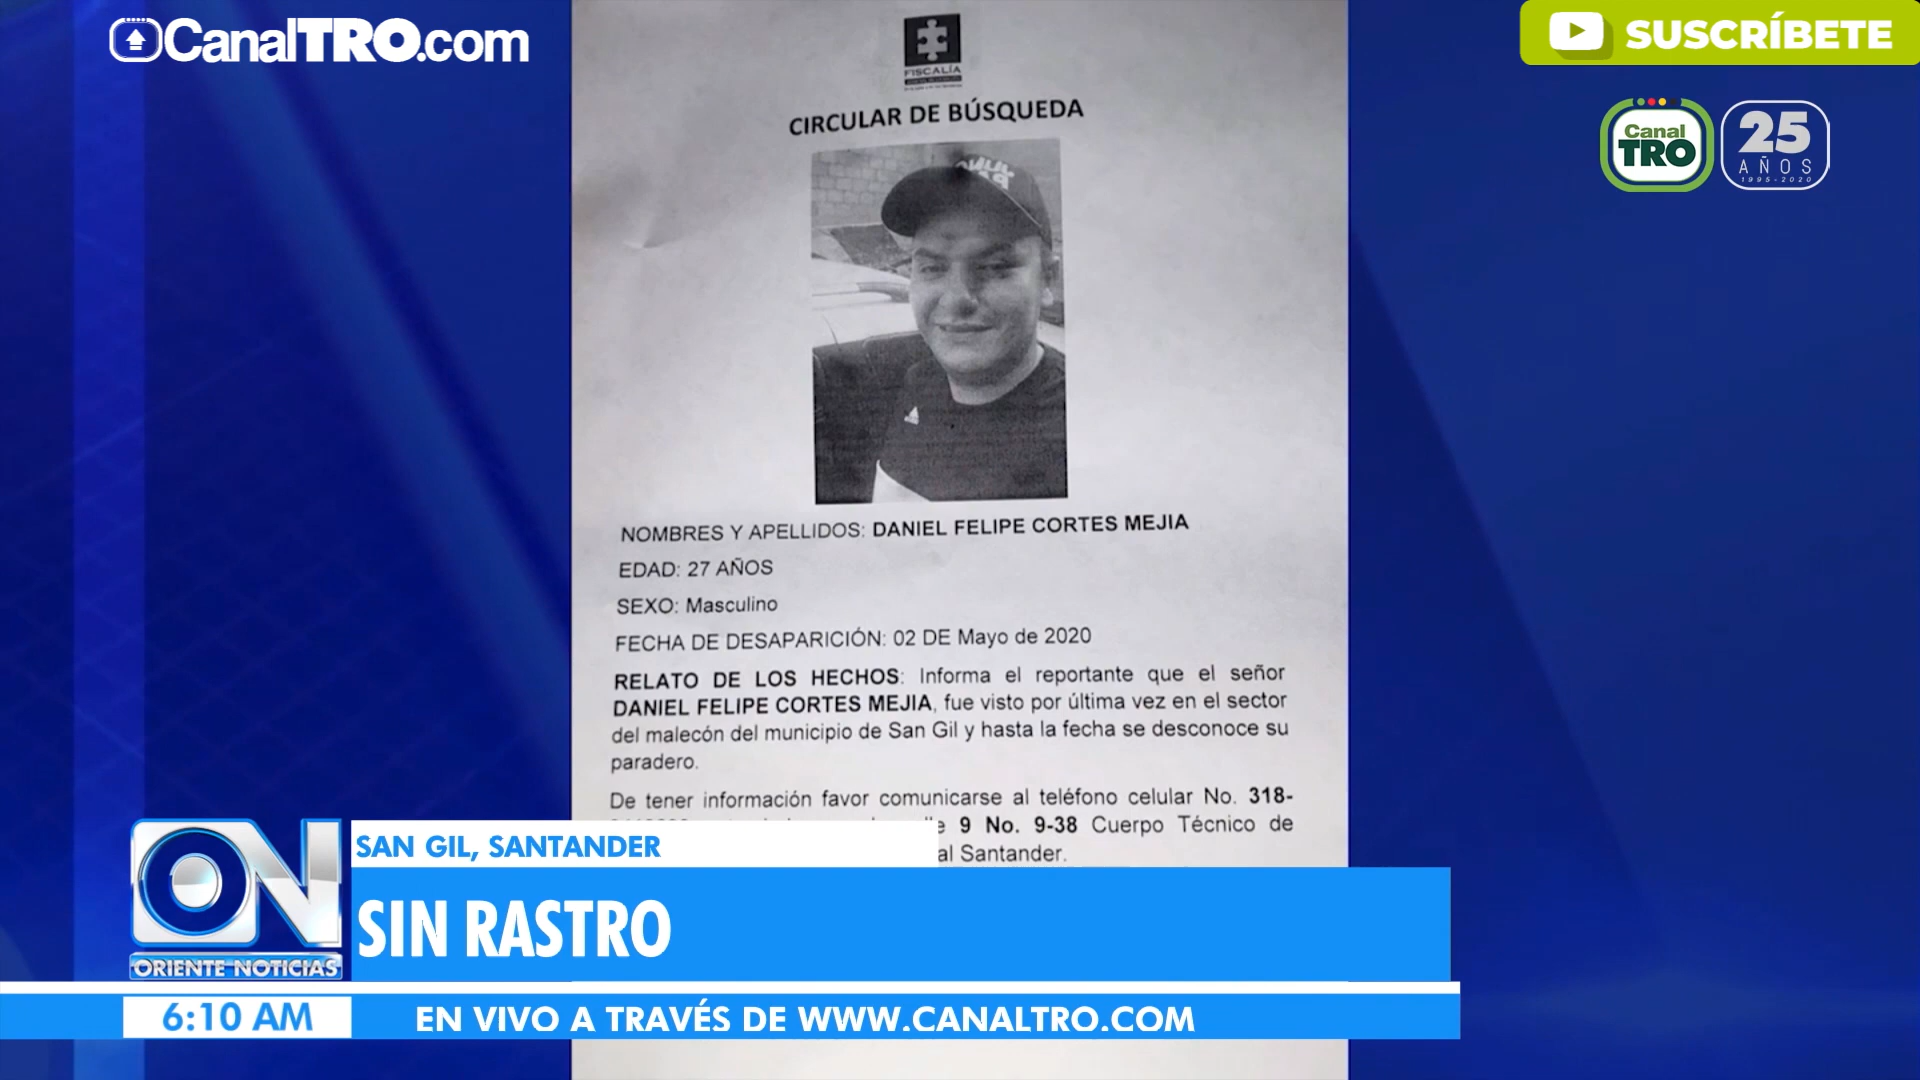 CanalTRO.com
SUSCRÍBETE
Canal
TRO
25
AÑOS
1995-2020
FISCALÍA
CIRCULAR DE BÚSQUEDA
NOMBRES Y APELLIDOS: DANIEL FELIPE CORTES MEJIA
EDAD: 27 AÑOS
SEXO: Masculino
FECHA DE DESAPARICIÓN: 02 DE Mayo de 2020
RELATO DE LOS HECHOS: Informa el reportante que el señor
DANIEL FELIPE CORTES MEJIA, fue visto por última vez en el sector
del malecón del municipio de San Gil y hasta la fecha se desconoce su
paradero.
De tener información favor comunicarse al teléfono celular No. 318-
9 No. 9-38 Cuerpo Técnico de
al Santander.
ON
ORIENTE NOTICIAS
SAN GIL, SANTANDER
SIN RASTRO
6:10 AM
EN VIVO A TRAVÉS DE WWW.CANALTRO.COM